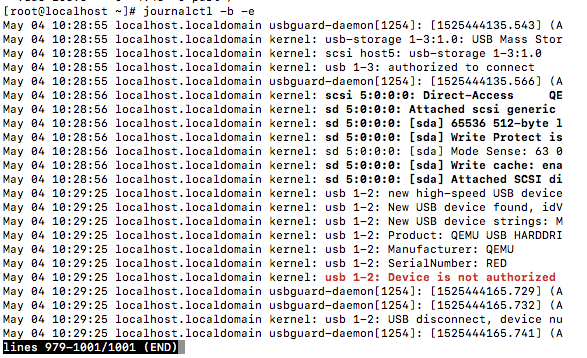 [root@localhost ~]# journalctl -b -e
May 04 10:28:55 localhost.localdomain usbguard-daemon[1254]: [1525444135.543] (A
May 04 10:28:55 localhost.localdomain kernel: usb-storage 1-3:1.0: USB Mass Stor
May 04 10:28:55 localhost.localdomain kernel: scsi host5: usb-storage 1-3:1.0
May 04 10:28:55 localhost.localdomain kernel: usb 1-3: authorized to connect
May 04 10:28:55 localhost.localdomain usbguard-daemon[1254]: [1525444135.566] (A
May 04 10:28:56 localhost.localdomain kernel: scsi 5:0:0:0: Direct-Access QE
May 04 10:28:56 localhost.localdomain kernel: sd 5:0:0:0: Attached scsi generic
May 04 10:28:56 localhost.localdomain kernel: sd 5:0:0:0: [sda] 65536 512-byte l
May 04 10:28:56 localhost.localdomain kernel: sd 5:0:0:0: [sda] Write Protect is
May 04 10:28:56 localhost.localdomain kernel: sd 5:0:0:0: [sda] Mode Sense: 63 0
May 04 10:28:56 localhost.localdomain kernel: sd 5:0:0:0: [sda] Write cache: ena
May 04 10:28:56 localhost.localdomain kernel: sd 5:0:0:0: [sda] Attached SCSI di
May 04 10:29:25 localhost.localdomain kernel: usb 1-2: new high-speed USB device
May 04 10:29:25 localhost.localdomain kernel: usb 1-2: New USB device found, idV
May 04 10:29:25 localhost.localdomain kernel: usb 1-2: New USB device strings: M
May 04 10:29:25 localhost.localdomain kernel: usb 1-2: Product: QEMU USB HARDDRI
May 04 10:29:25 localhost.localdomain kernel: usb 1-2: Manufacturer: QEMU
May 04 10:29:25 localhost.localdomain kernel: usb 1-2: SerialNumber: RED
May 04 10:29:25 localhost.localdomain kernel: usb 1-2: Device is not authorized
May 04 10:29:25 localhost.localdomain usbguard-daemon[1254]: [1525444165.729] (A
May 04 10:29:25 localhost.localdomain usbguard-daemon[1254]: [1525444165.732] (A
May 04 10:29:25 localhost.localdomain kernel: usb 1-2: USB disconnect, device nu
May 04 10:29:25 localhost.localdomain usbguard-daemon[1254]: [1525444165.741] (A
lines 979-1001/1001 (END)